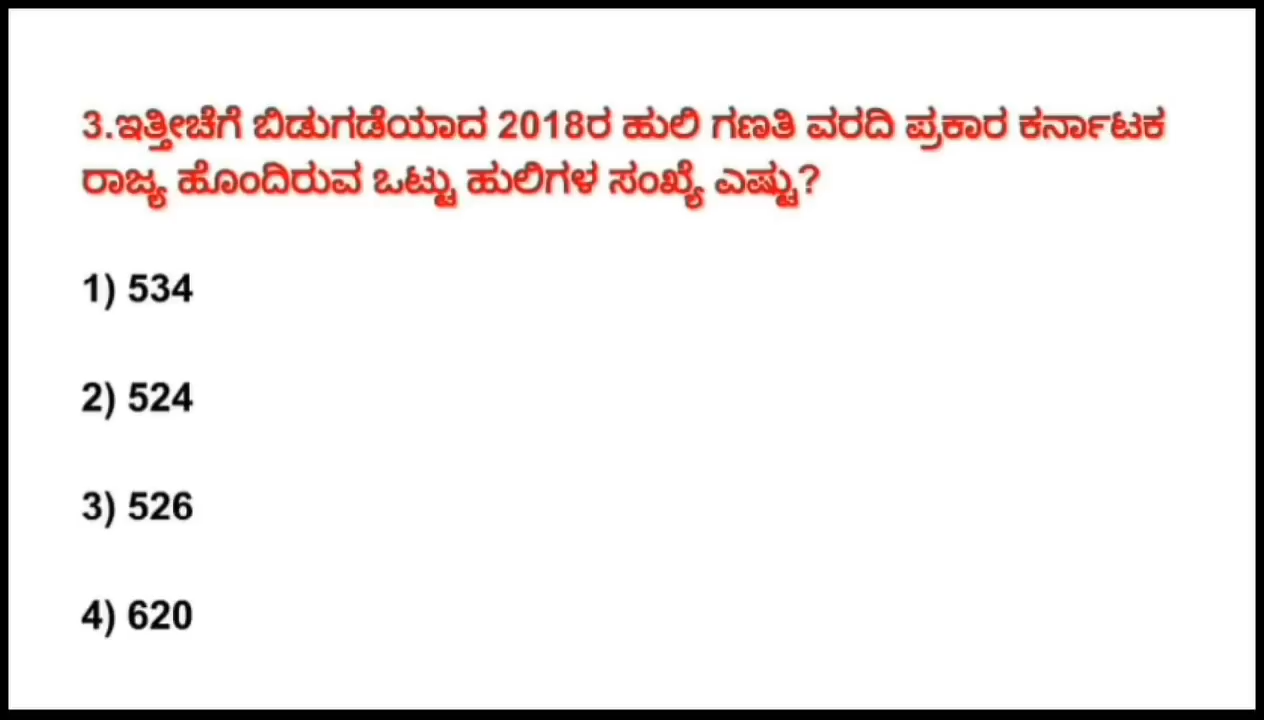 3.ಇತ್ತೀಚೆಗೆ ಬಿಡುಗಡೆಯಾದ 2018ರ ಹುಲಿ ಗಣತಿ ವರದಿ ಪ್ರಕಾರ ಕರ್ನಾಟಕ
ರಾಜ್ಯ ಹೊಂದಿರುವ ಒಟ್ಟು ಹುಲಿಗಳ ಸಂಖ್ಯೆ ಎಷ್ಟು?
1) 534
2) 524
3) 526
4) 620